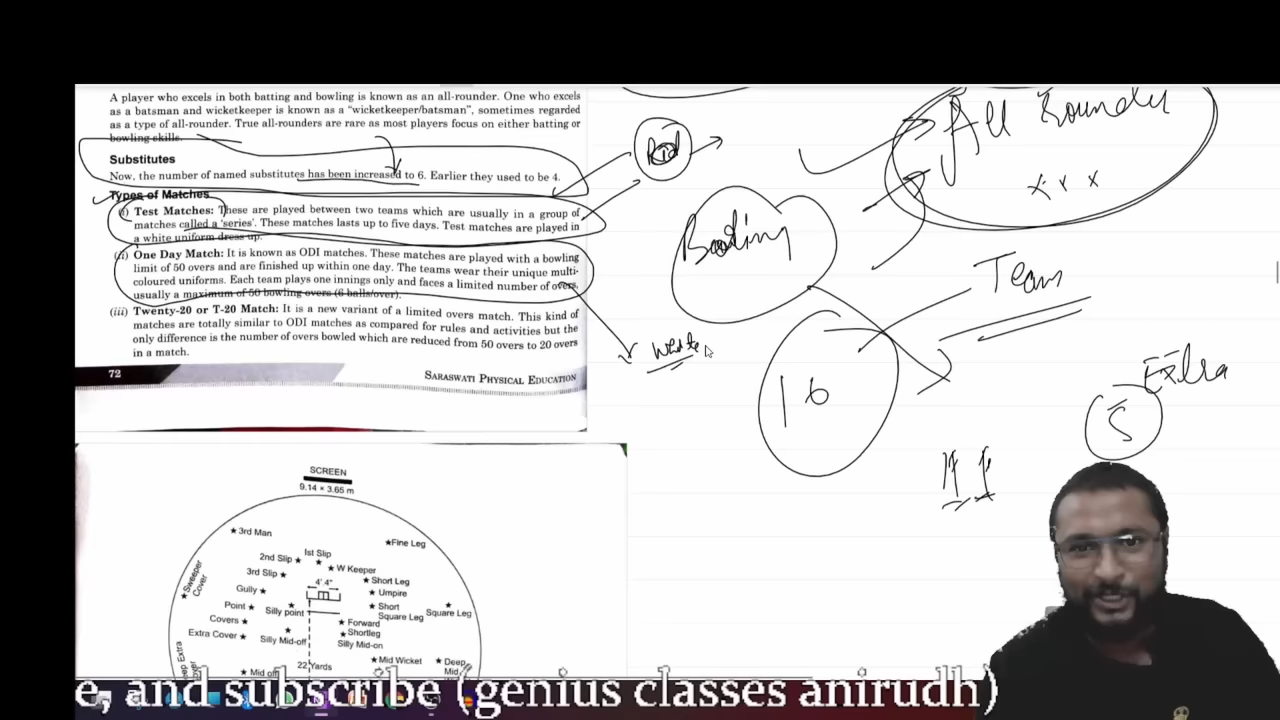 A player who excels in both batting and bowling is known as an all-rounder. One who excels
as a batsman and wicketkeeper is known as a "wicketkeeper/batsman", sometimes regarded
as a type of all-rounder. True all-rounders are rare as most players focus on either batting or
bowling skills.
Substitutes
Now, the number of named substitutes has been increased to 6. Earlier they used to be 4.
Types of Matches
(i) Test Matches: These are played between two teams which are usually in a group of
matches called a 'series'. These matches lasts up to five days. Test matches are played in
a white uniform dress up.
(ii) One Day Match: It is known as ODI matches. These matches are played with a bowling
limit of 50 overs and are finished up within one day. The teams wear their unique multi-
coloured uniforms. Each team plays one innings only and faces a limited number of overs,
usually a maximum of 50 bowling overs (6 balls/over).
(iii) Twenty-20 or T-20 Match: It is a new variant of a limited overs match. This kind of
matches are totally similar to ODI matches as compared for rules and activities but the
only difference is the number of overs bowled which are reduced from 50 overs to 20 overs
in a match.
72
SARASWATI PHYSICAL EDUCATION
All Rounder
x x x
Team
16
Extra
5
11
SCREEN
9.14 × 3.65 m
3rd Man
Fine Leg
1st Slip
2nd Slip
W Keeper
3rd Slip
4' 4"
Short Leg
Sweeper
Cover
Gully
Umpire
Point
Silly point
Short
Square Leg
Square Leg
Covers
Forward
Shortleg
Extra Cover
Silly Mid-off
Silly Mid-on
Mid Wicket
Deep
Mid
Mid off
22 Yards
e, and subscribe (genius classes anirudh)